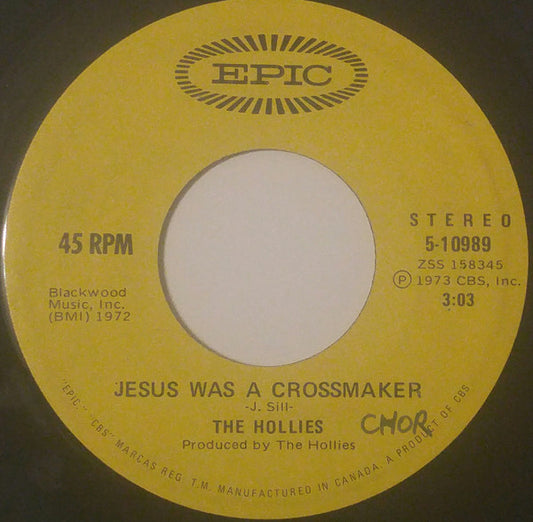 EPIC
45 RPM
Blackwood
Music, Inc.
(BMI) 1972
STEREO
5-10989
ZSS 158345
Ⓟ 1973 CBS, Inc.
3:03
JESUS WAS A CROSSMAKER
-J. Sill-
THE HOLLIES
Produced by The Hollies
CHOR
"EPIC," "CBS" MARCAS REG. T.M. MANUFACTURED IN CANADA. A PRODUCT OF CBS